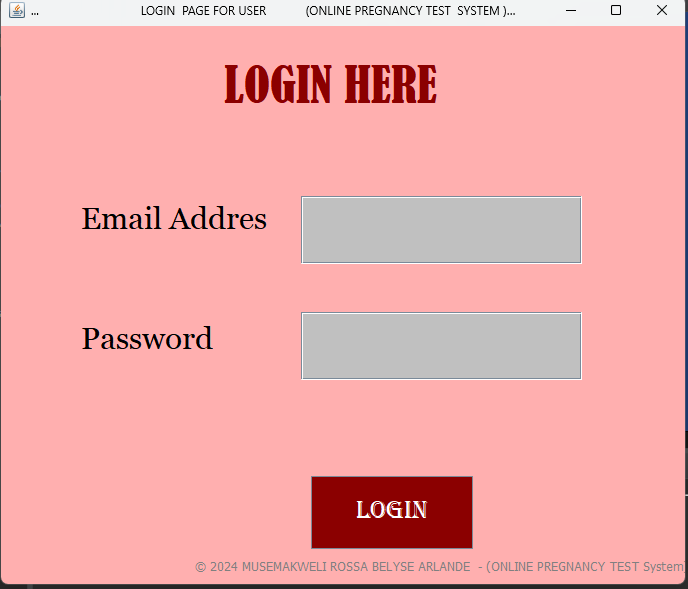 ... LOGIN PAGE FOR USER (ONLINE PREGNANCY TEST SYSTEM )...
LOGIN HERE
Email Addres
Password
LOGIN
© 2024 MUSEMAKWELI ROSSA BELYSE ARLANDE - (ONLINE PREGNANCY TEST System